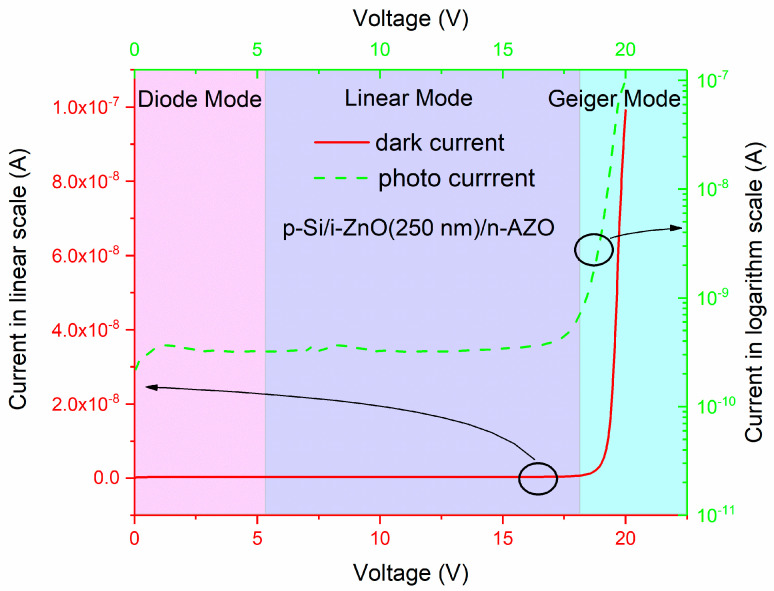 Voltage (V)
0 5 10 15 20
Diode Mode Linear Mode Geiger Mode
dark current
photo currrent
p-Si/i-ZnO(250 nm)/n-AZO
Current in linear scale (A)
1.0x10⁻⁷
8.0x10⁻⁸
6.0x10⁻⁸
4.0x10⁻⁸
2.0x10⁻⁸
0.0
Current in logarithm scale (A)
10⁻⁷
10⁻⁸
10⁻⁹
10⁻¹⁰
10⁻¹¹
0 5 10 15 20
Voltage (V)